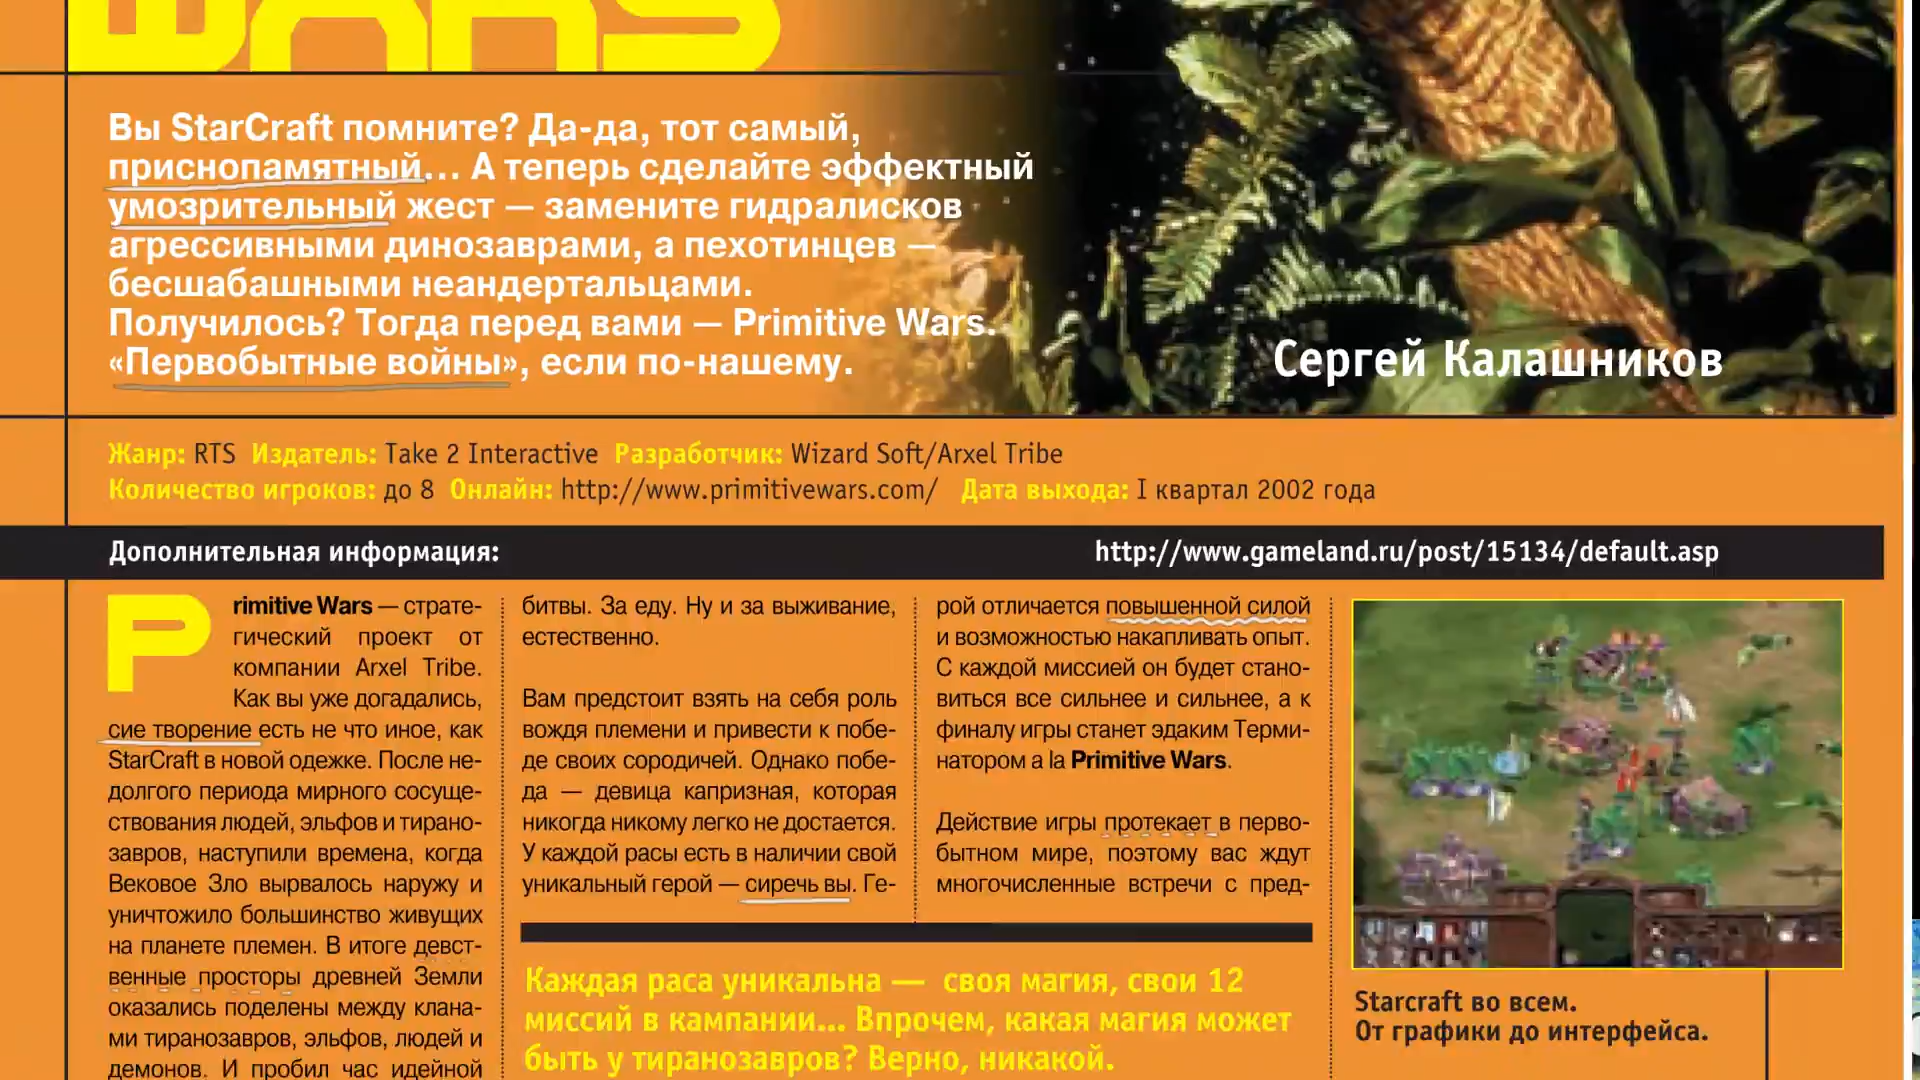 WARS
Вы StarCraft помните? Да-да, тот самый,
приснопамятный... А теперь сделайте эффектный
умозрительный жест — замените гидралисков
агрессивными динозаврами, а пехотинцев —
бесшабашными неандертальцами.
Получилось? Тогда перед вами — Primitive Wars.
«Первобытные войны», если по-нашему.
Сергей Калашников
Жанр: RTS Издатель: Take 2 Interactive Разработчик: Wizard Soft/Arxel Tribe
Количество игроков: до 8 Онлайн: http://www.primitivewars.com/ Дата выхода: I квартал 2002 года
Дополнительная информация: http://www.gameland.ru/post/15134/default.asp
Primitive Wars — страте-
гический проект от
компании Arxel Tribe.
Как вы уже догадались,
сие творение есть не что иное, как
StarCraft в новой одежке. После не-
долгого периода мирного сосуще-
ствования людей, эльфов и тирано-
завров, наступили времена, когда
Вековое Зло вырвалось наружу и
уничтожило большинство живущих
на планете племен. В итоге девст-
венные просторы древней Земли
оказались поделены между клана-
ми тиранозавров, эльфов, людей и
демонов. И пробил час идейной
битвы. За еду. Ну и за выживание,
естественно.
Вам предстоит взять на себя роль
вождя племени и привести к побе-
де своих сородичей. Однако побе-
да — девица капризная, которая
никогда никому легко не достается.
У каждой расы есть в наличии свой
уникальный герой — сиречь вы. Ге-
рой отличается повышенной силой
и возможностью накапливать опыт.
С каждой миссией он будет стано-
виться все сильнее и сильнее, а к
финалу игры станет эдаким Терми-
натором a la Primitive Wars.
Действие игры протекает в перво-
бытном мире, поэтому вас ждут
многочисленные встречи с пред-
Каждая раса уникальна — своя магия, свои 12
миссий в кампании... Впрочем, какая магия может
быть у тиранозавров? Верно, никакой.
Starcraft во всем.
От графики до интерфейса.